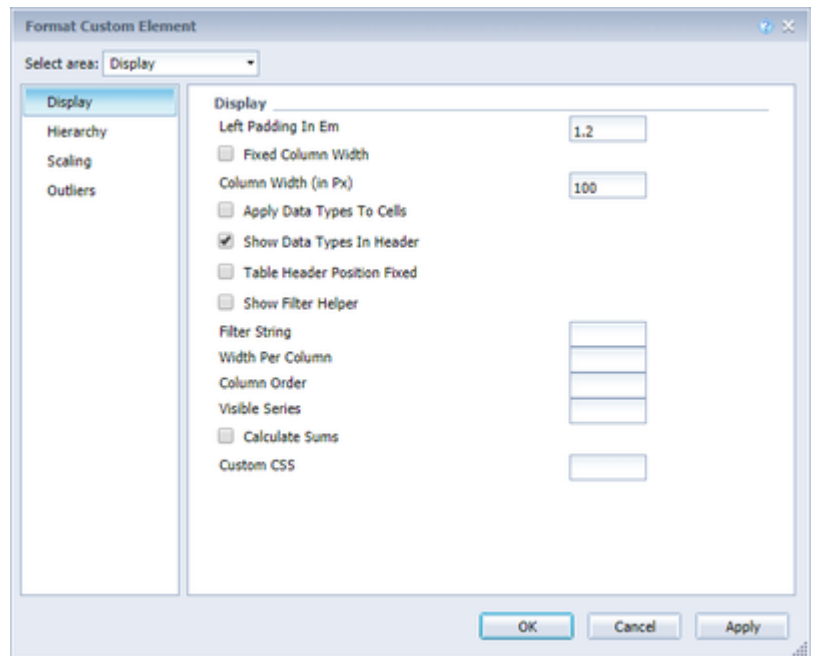 Format Custom Element
Select area: Display
Display
Hierarchy
Scaling
Outliers
Display
Left Padding In Em 1.2
Fixed Column Width
Column Width (in Px) 100
Apply Data Types To Cells
Show Data Types In Header
Table Header Position Fixed
Show Filter Helper
Filter String
Width Per Column
Column Order
Visible Series
Calculate Sums
Custom CSS
OK Cancel Apply